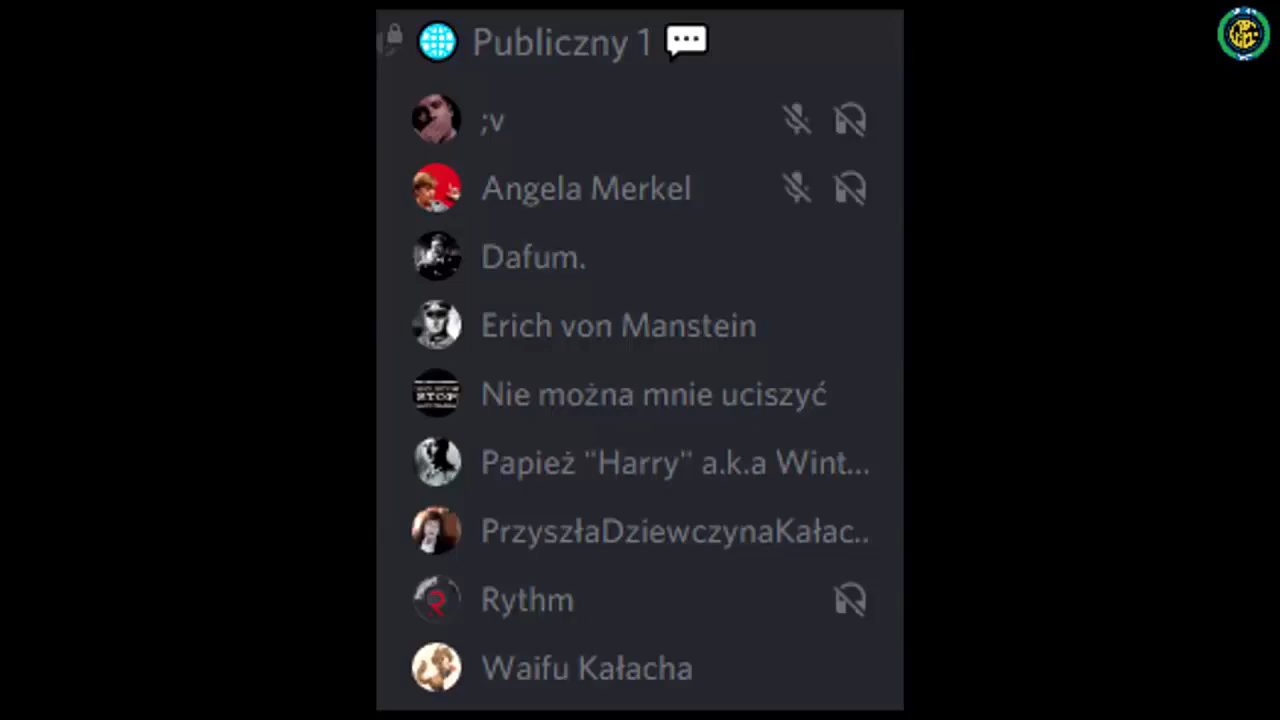 Publiczny 1
;v
Angela Merkel
Dafum.
Erich von Manstein
Nie można mnie uciszyć
STOP
Papież "Harry" a.k.a Wint...
PrzyszłaDziewczynaKałac..
Rythm
Waifu Kałacha